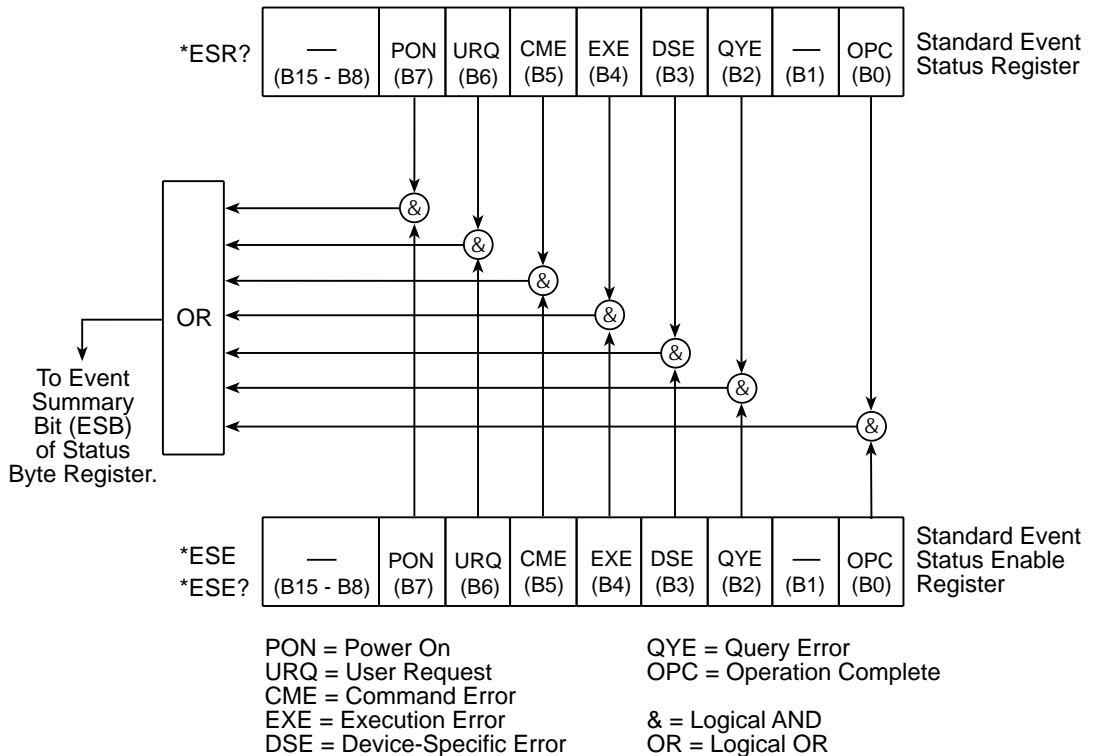 *ESR?
—
(B15 - B8)
PON
(B7)
URQ
(B6)
CME
(B5)
EXE
(B4)
DSE
(B3)
QYE
(B2)
—
(B1)
OPC
(B0)
Standard Event
Status Register
&
&
&
&
&
&
&
OR
To Event
Summary
Bit (ESB)
of Status
Byte Register.
*ESE
*ESE?
—
(B15 - B8)
PON
(B7)
URQ
(B6)
CME
(B5)
EXE
(B4)
DSE
(B3)
QYE
(B2)
—
(B1)
OPC
(B0)
Standard Event
Status Enable
Register
PON = Power On
URQ = User Request
CME = Command Error
EXE = Execution Error
DSE = Device-Specific Error
QYE = Query Error
OPC = Operation Complete
& = Logical AND
OR = Logical OR